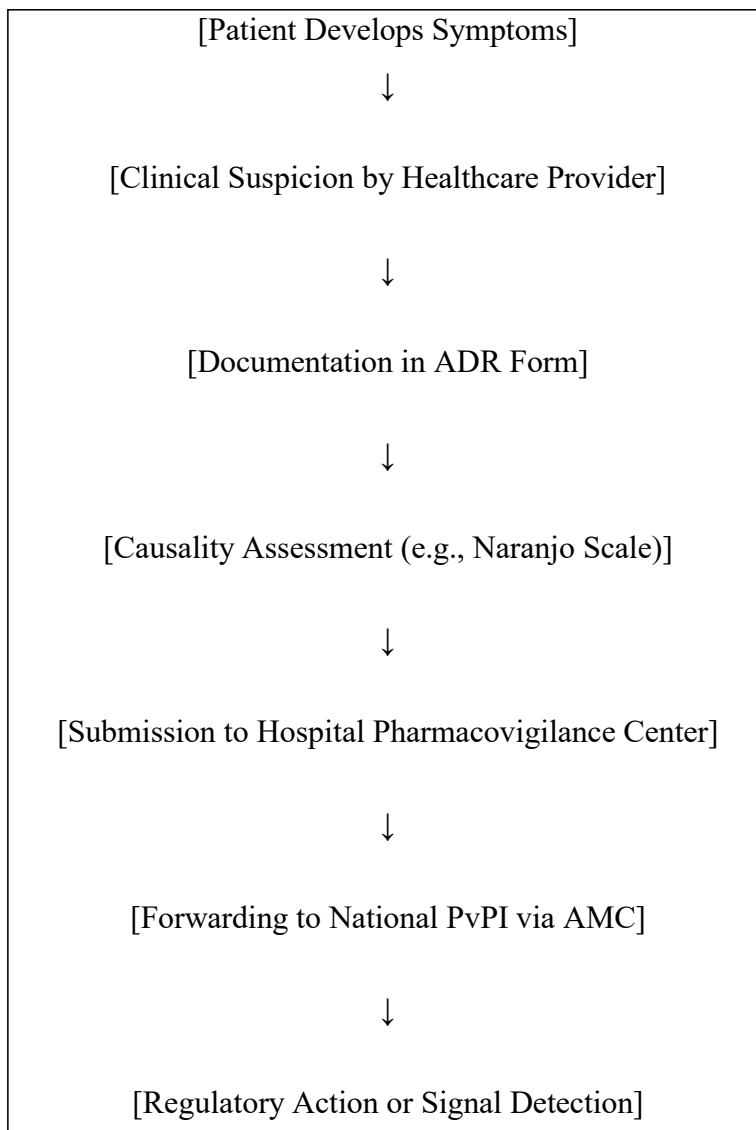 [Patient Develops Symptoms]
↓
[Clinical Suspicion by Healthcare Provider]
↓
[Documentation in ADR Form]
↓
[Causality Assessment (e.g., Naranjo Scale)]
↓
[Submission to Hospital Pharmacovigilance Center]
↓
[Forwarding to National PvPI via AMC]
↓
[Regulatory Action or Signal Detection]